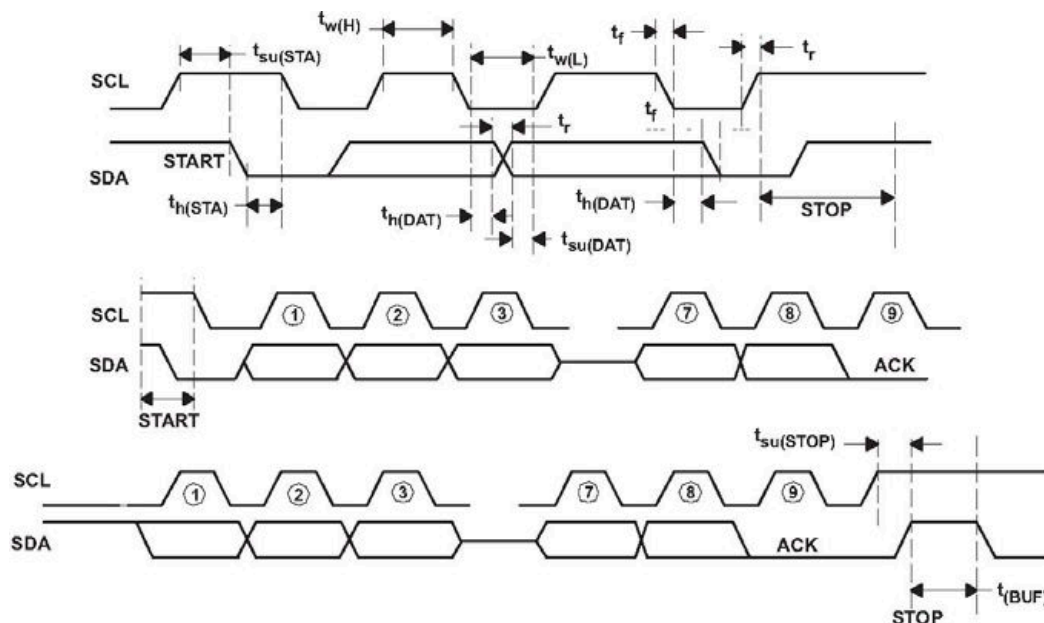 t_w(H)
t_f
t_su(STA)
t_w(L)
t_r
SCL
t_r
t_f
START
SDA
t_h(STA)
t_h(DAT)
t_h(DAT)
STOP
t_su(DAT)
SCL 1 2 3 7 8 9
SDA ACK
START
t_su(STOP)
SCL 1 2 3 7 8 9
SDA ACK
t_(BUF)
STOP